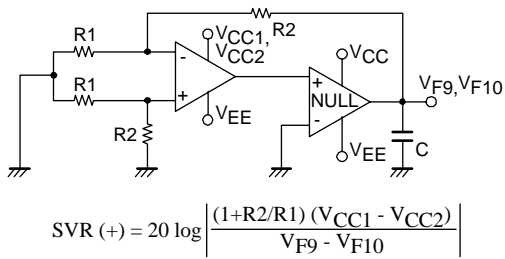 R2
R1
-
VCC1,
VCC2
VCC
VF9,VF10
R1
+
+
NULL
-
R2
VEE
VEE
C
SVR (+) = 20 log | (1+R2/R1) (VCC1 - VCC2) / VF9 - VF10 |